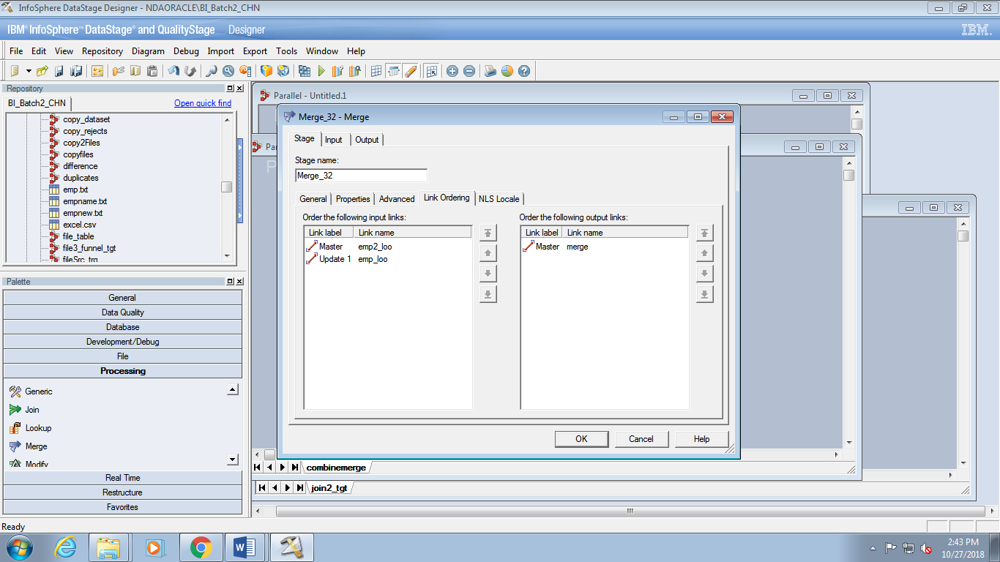 InfoSphere DataStage Designer - NDAORACLE\BI_Batch2_CHN
IBM® InfoSphere™ DataStage® and QualityStage Designer
IBM.
File Edit View Repository Diagram Debug Import Export Tools Window Help
Repository
BI_Batch2_CHN Open quick find
copy_dataset
copy_rejects
copy2Files
copyfiles
difference
duplicates
emp.txt
empname.txt
empnew.txt
excel.csv
file_table
file3_funnel_tgt
fileSrc_trg
Palette
General
Data Quality
Database
Development/Debug
File
Processing
Generic
Join
Lookup
Merge
Modify
Real Time
Restructure
Favorites
Parallel - Untitled.1
Pa
P
Merge_32 - Merge
Stage Input Output
Stage name:
Merge_32
General Properties Advanced Link Ordering NLS Locale
Order the following input links:
Link label Link name
Master emp2_loo
Update 1 emp_loo
Order the following output links:
Link label Link name
Master merge
OK Cancel Help
combinemerge
join2_tgt
Ready
2:43 PM
10/27/2018